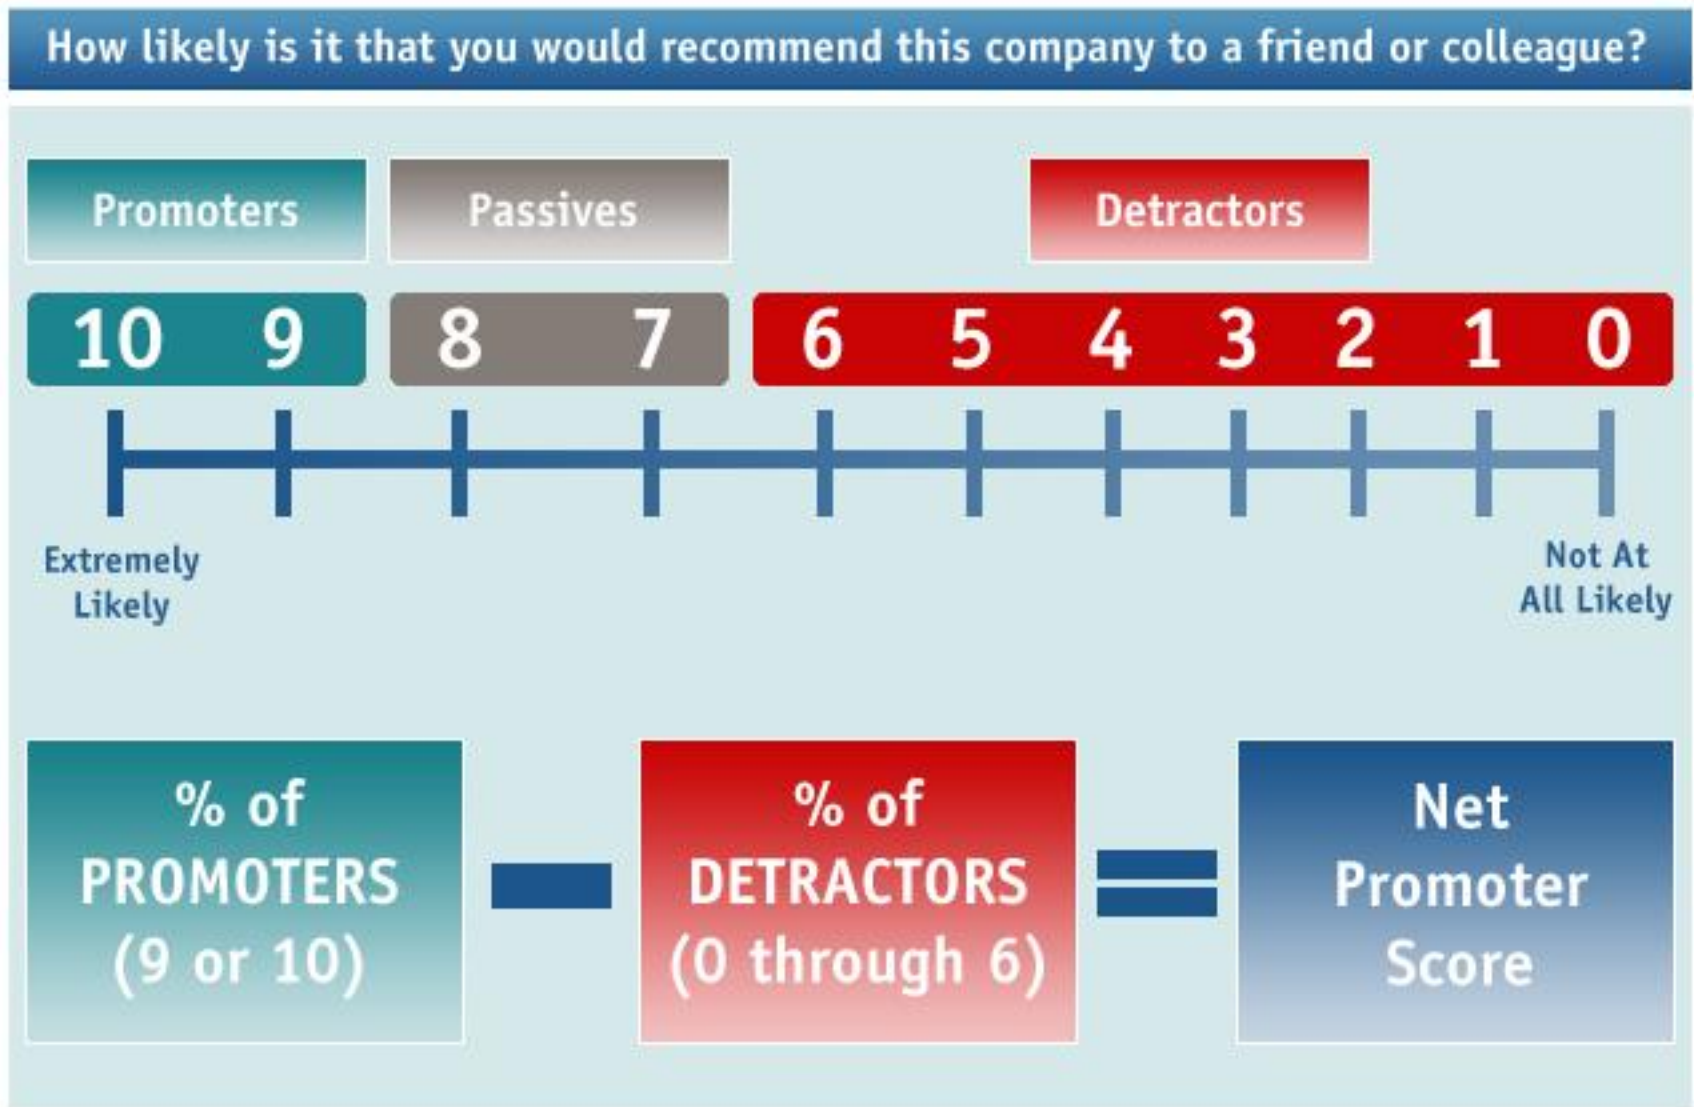 How likely is it that you would recommend this company to a friend or colleague?
Promoters Passives Detractors
10 9 8 7 6 5 4 3 2 1 0
Extremely
Likely
Not At
All Likely
% of
PROMOTERS
(9 or 10)
% of
DETRACTORS
(0 through 6)
Net
Promoter
Score